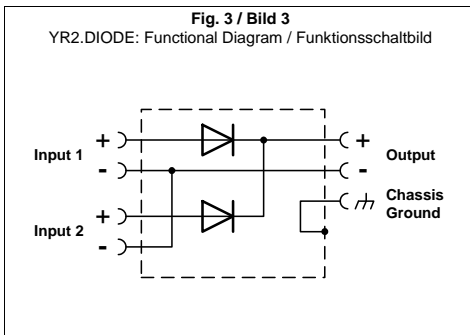 Fig. 3 / Bild 3
YR2.DIODE: Functional Diagram / Funktionsschaltbild
Input 1
+
-
Input 2
+
-
+
-
Output
Chassis
Ground